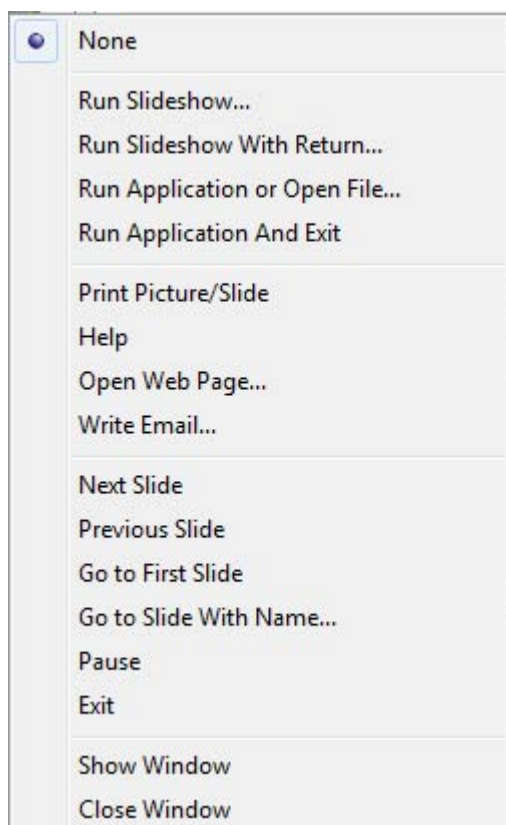 None
Run Slideshow...
Run Slideshow With Return...
Run Application or Open File...
Run Application And Exit
Print Picture/Slide
Help
Open Web Page...
Write Email...
Next Slide
Previous Slide
Go to First Slide
Go to Slide With Name...
Pause
Exit
Show Window
Close Window